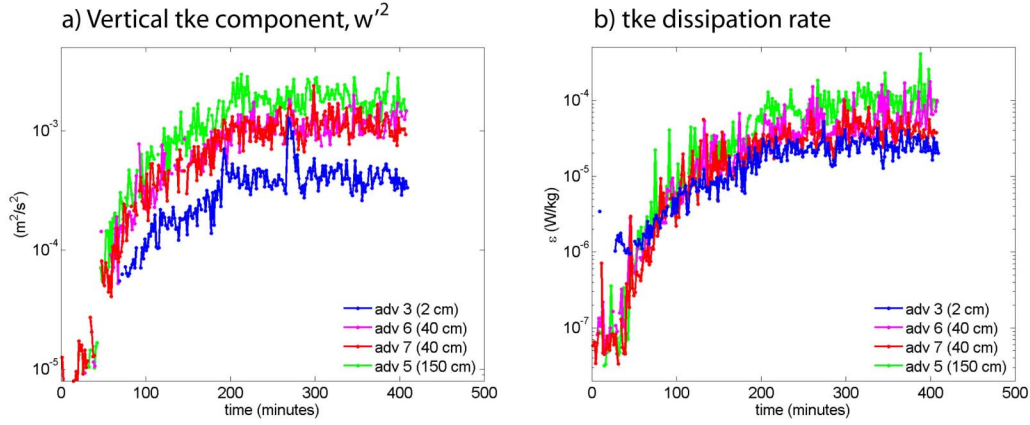 a) Vertical tke component, w'²
b) tke dissipation rate
(m²/s²)
10⁻³
10⁻⁴
10⁻⁵
adv 3 (2 cm)
adv 6 (40 cm)
adv 7 (40 cm)
adv 5 (150 cm)
0 100 200 300 400 500
time (minutes)
ε (W/kg)
10⁻⁴
10⁻⁵
10⁻⁶
10⁻⁷
adv 3 (2 cm)
adv 6 (40 cm)
adv 7 (40 cm)
adv 5 (150 cm)
0 100 200 300 400 500
time (minutes)